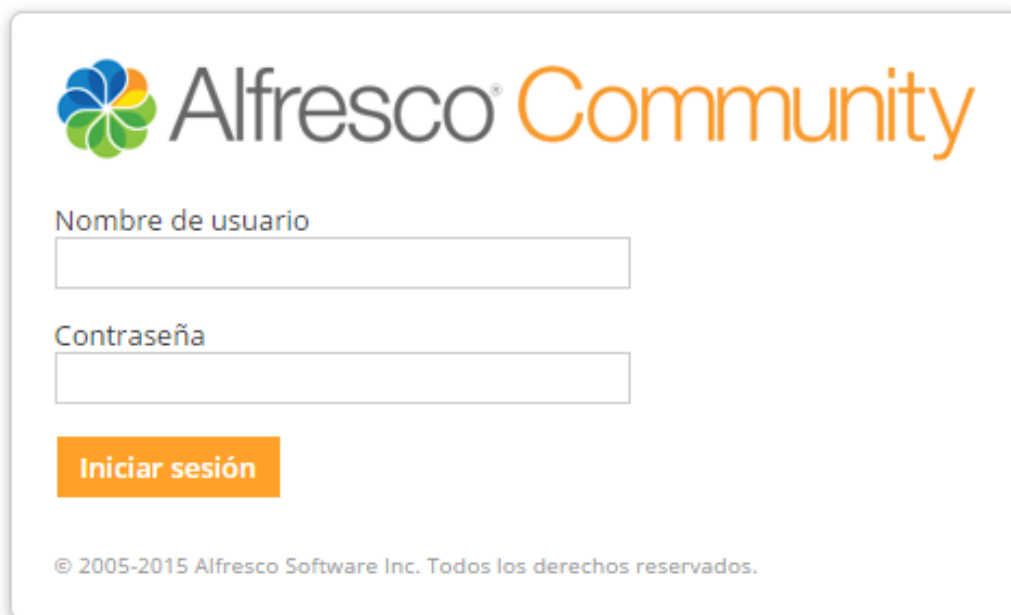 Alfresco® Community
Nombre de usuario
Contraseña
Iniciar sesión
© 2005-2015 Alfresco Software Inc. Todos los derechos reservados.